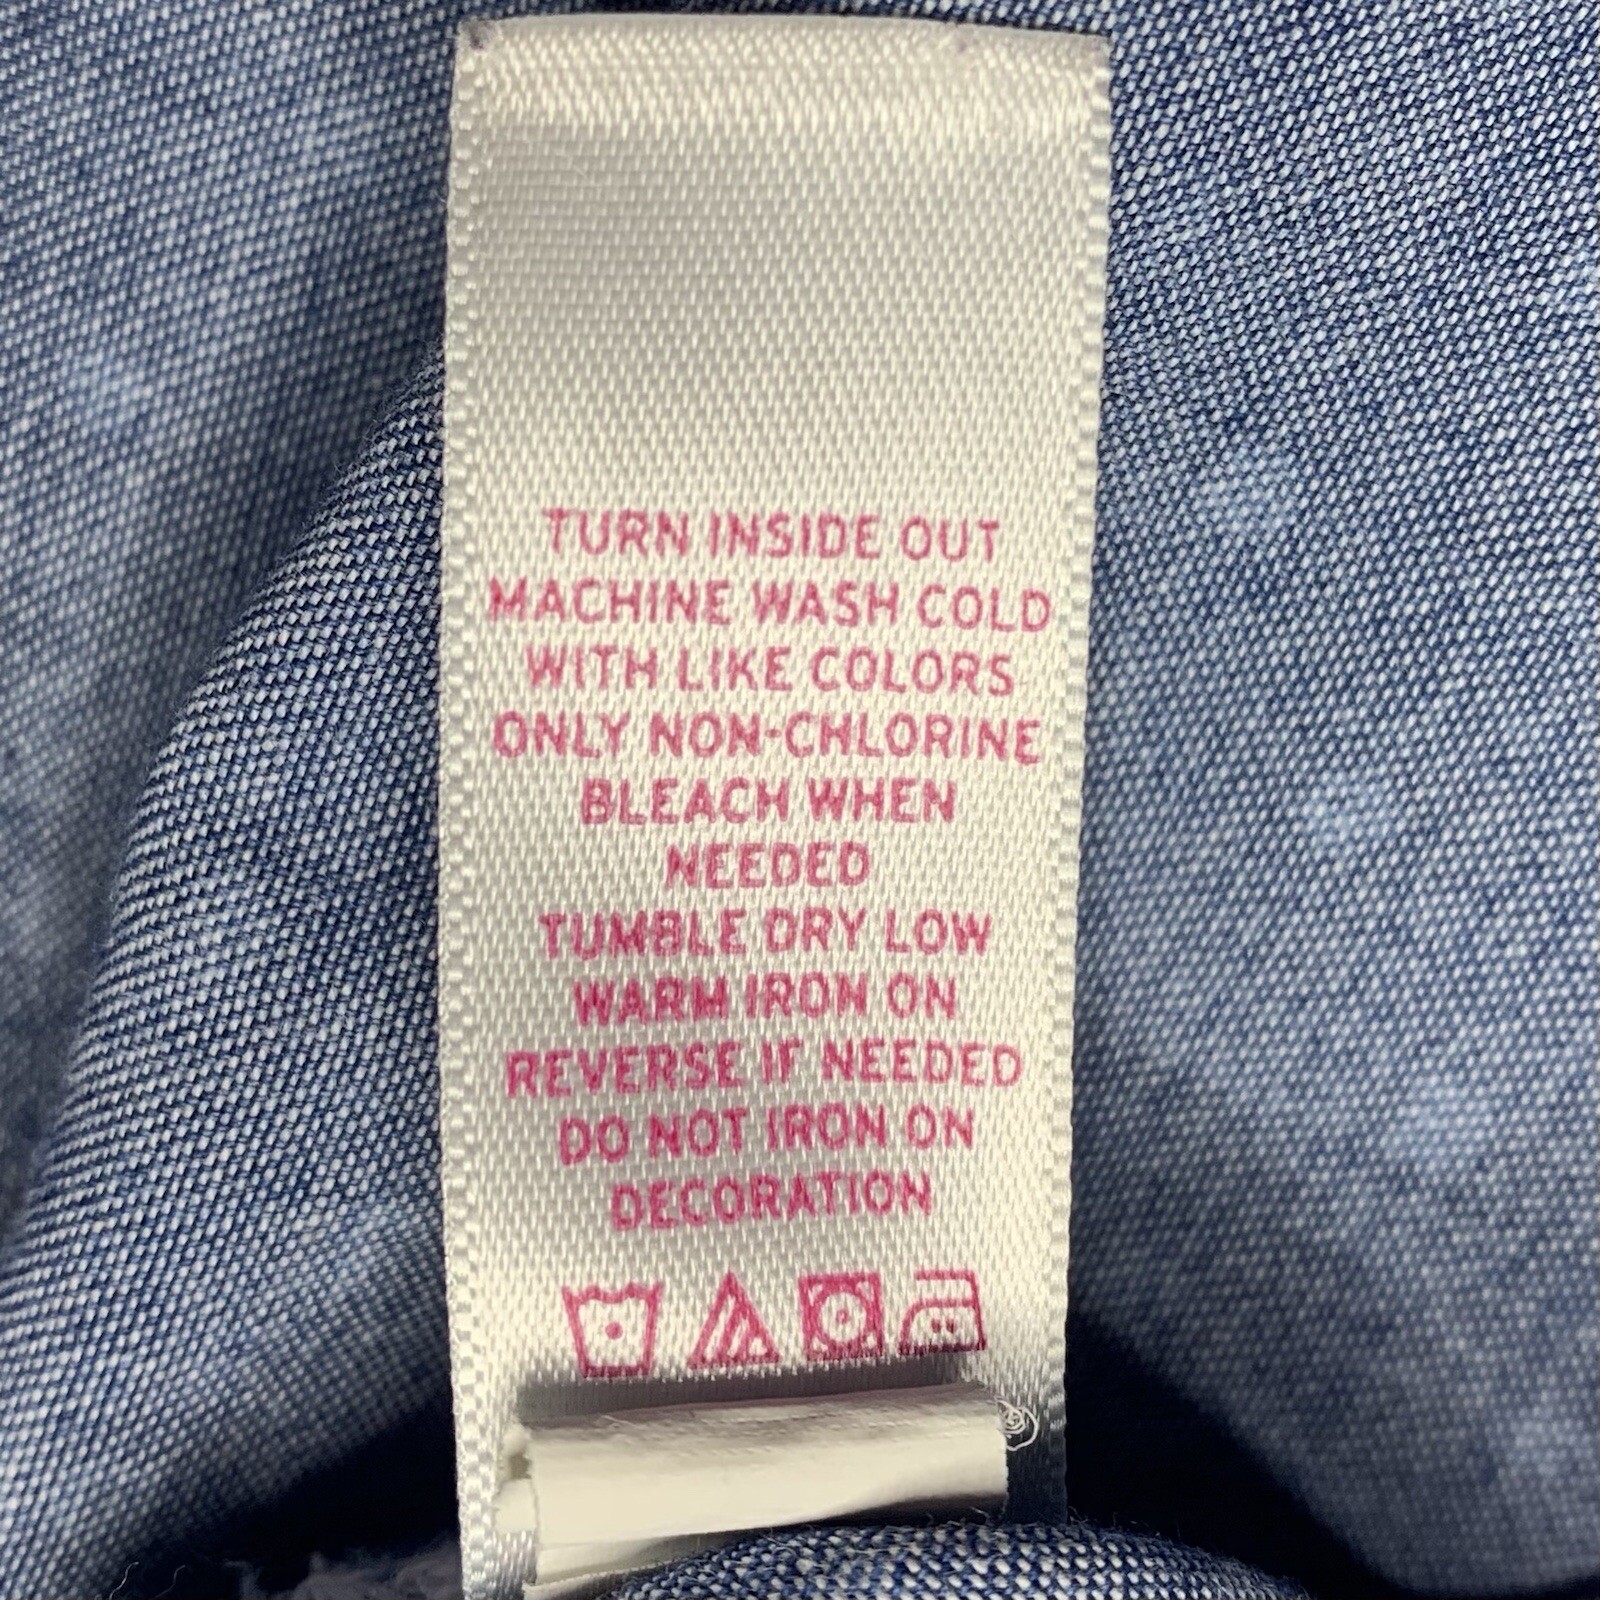 TURN INSIDE OUT
MACHINE WASH COLD
WITH LIKE COLORS
ONLY NON-CHLORINE
BLEACH WHEN
NEEDED
TUMBLE DRY LOW
WARM IRON ON
REVERSE IF NEEDED
DO NOT IRON ON
DECORATION